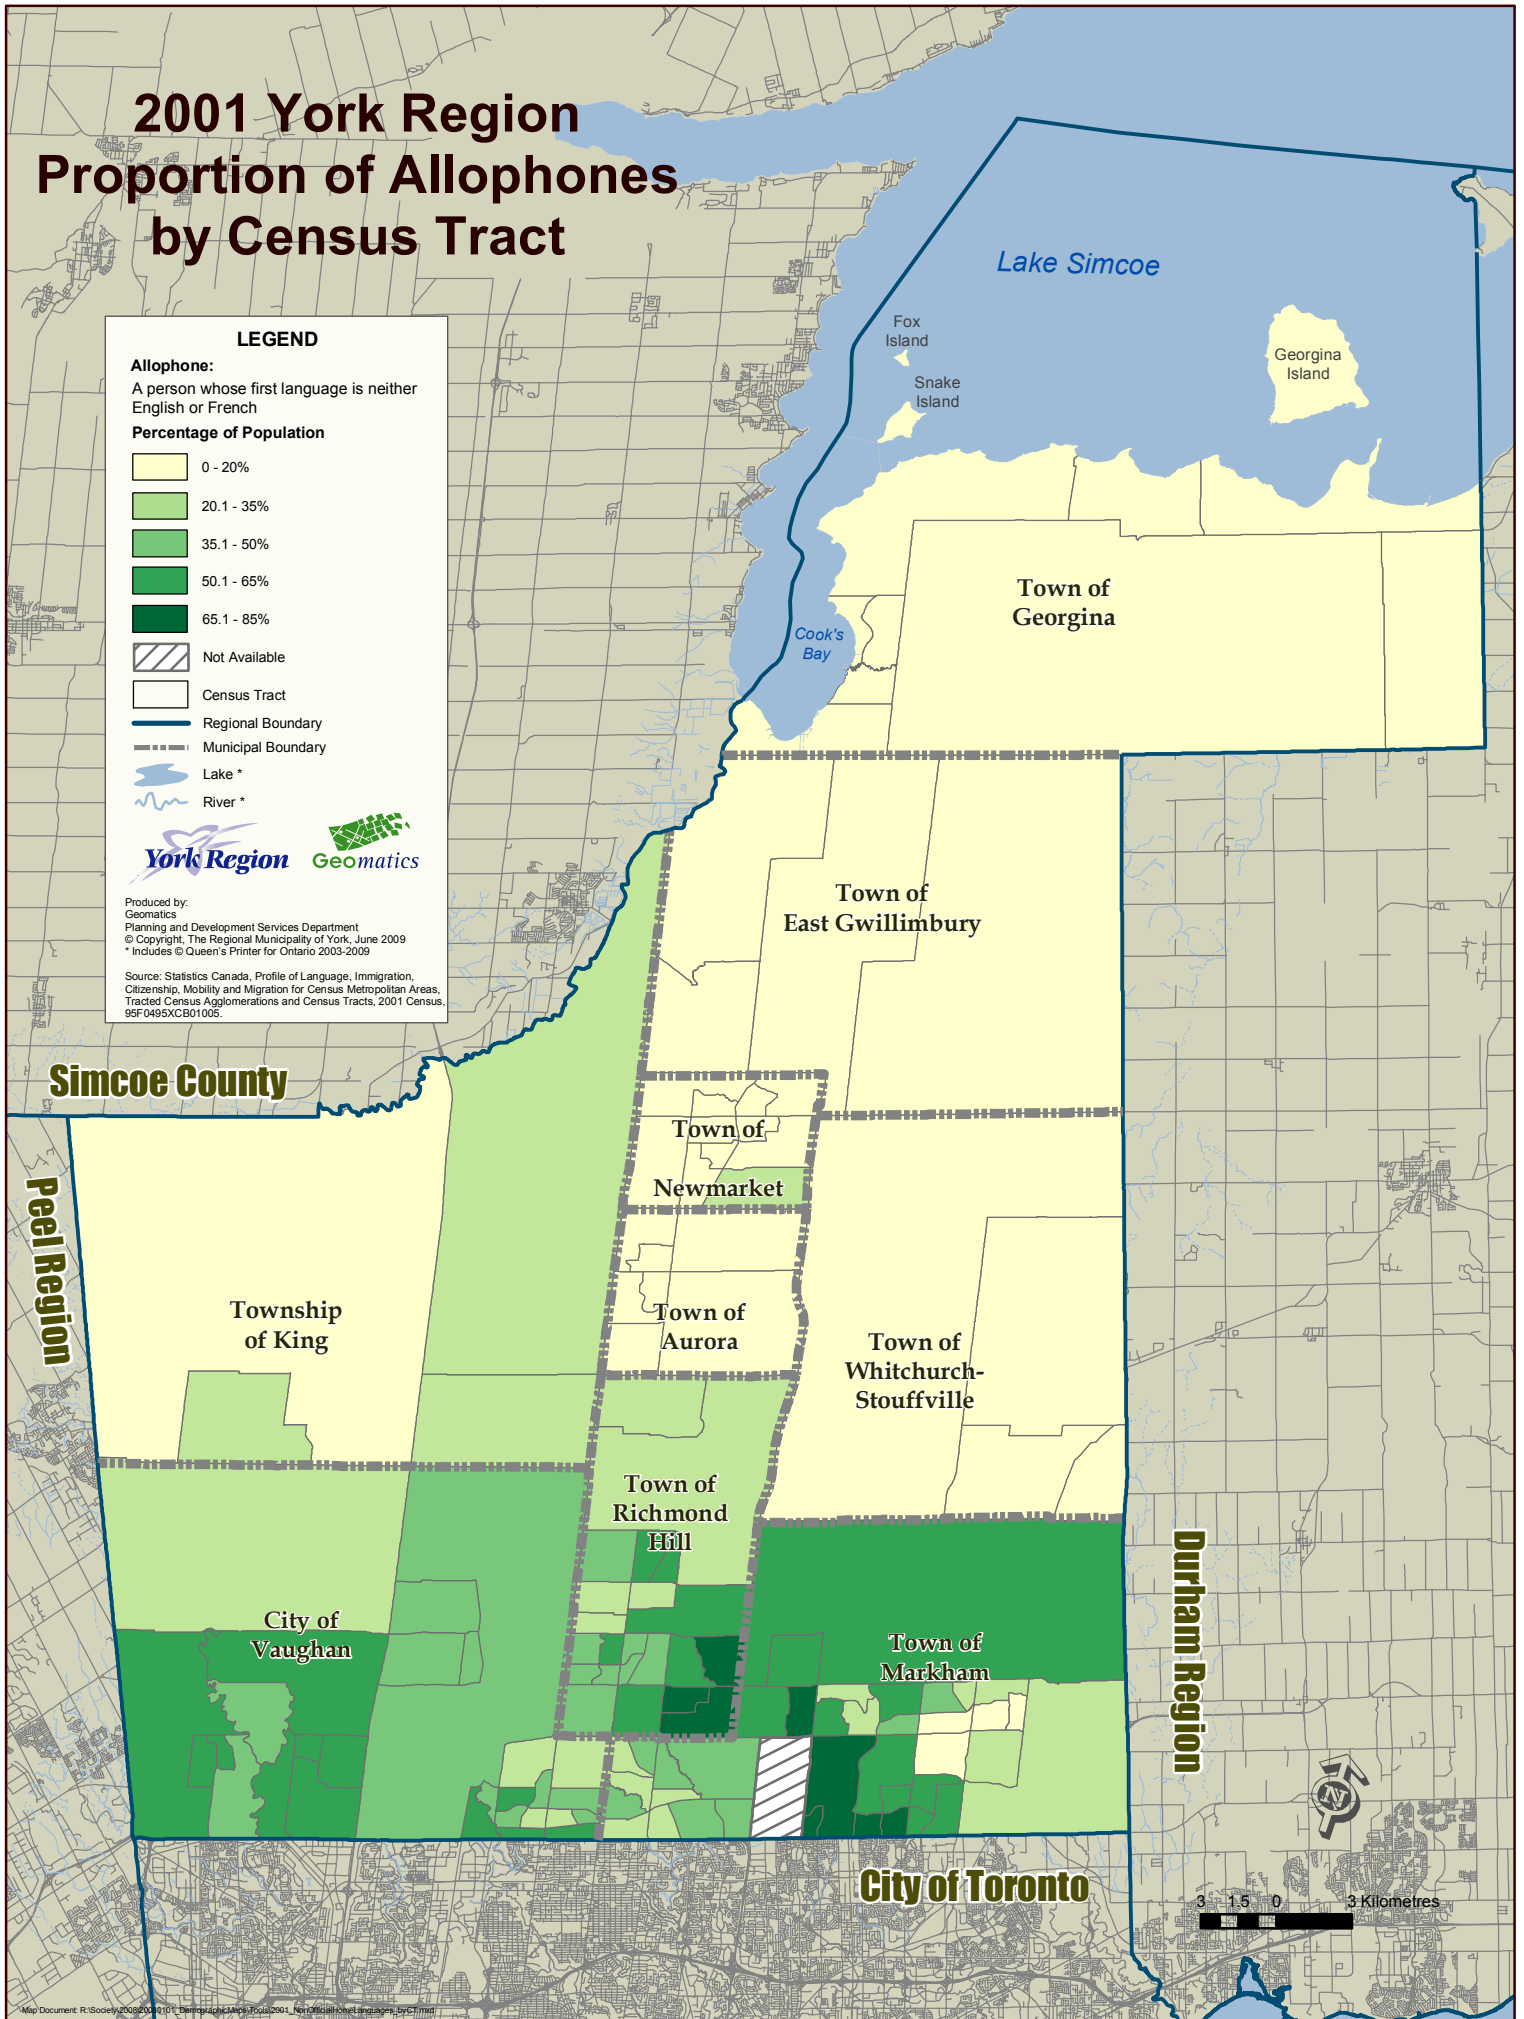 2001 York Region
Proportion of Allophones
by Census Tract
LEGEND
Allophone:
A person whose first language is neither
English or French
Percentage of Population
0 - 20%
20.1 - 35%
35.1 - 50%
50.1 - 65%
65.1 - 85%
Not Available
Census Tract
Regional Boundary
Municipal Boundary
Lake *
River *
York Region
Geomatics
Produced by:
Geomatics
Planning and Development Services Department
© Copyright, The Regional Municipality of York, June 2009
* Includes © Queen's Printer for Ontario 2003-2009
Source: Statistics Canada, Profile of Language, Immigration,
Citizenship, Mobility and Migration for Census Metropolitan Areas,
Tracted Census Agglomerations and Census Tracts, 2001 Census,
95F0495XCB01005.
Lake Simcoe
Fox
Island
Snake
Island
Georgina
Island
Town of
Georgina
Cook's
Bay
Town of
East Gwillimbury
Simcoe County
Town of
Newmarket
Peel Region
Township
of King
Town of
Aurora
Town of
Whitchurch-
Stouffville
Town of
Richmond
Hill
City of
Vaughan
Town of
Markham
Durham Region
N
City of Toronto
3 1.5 0 3 Kilometres
Map Document: R:\Society\2008\20080101_DemographicMaps\Tools\2001_NonOfficialHomeLanguages_byCT.mxd